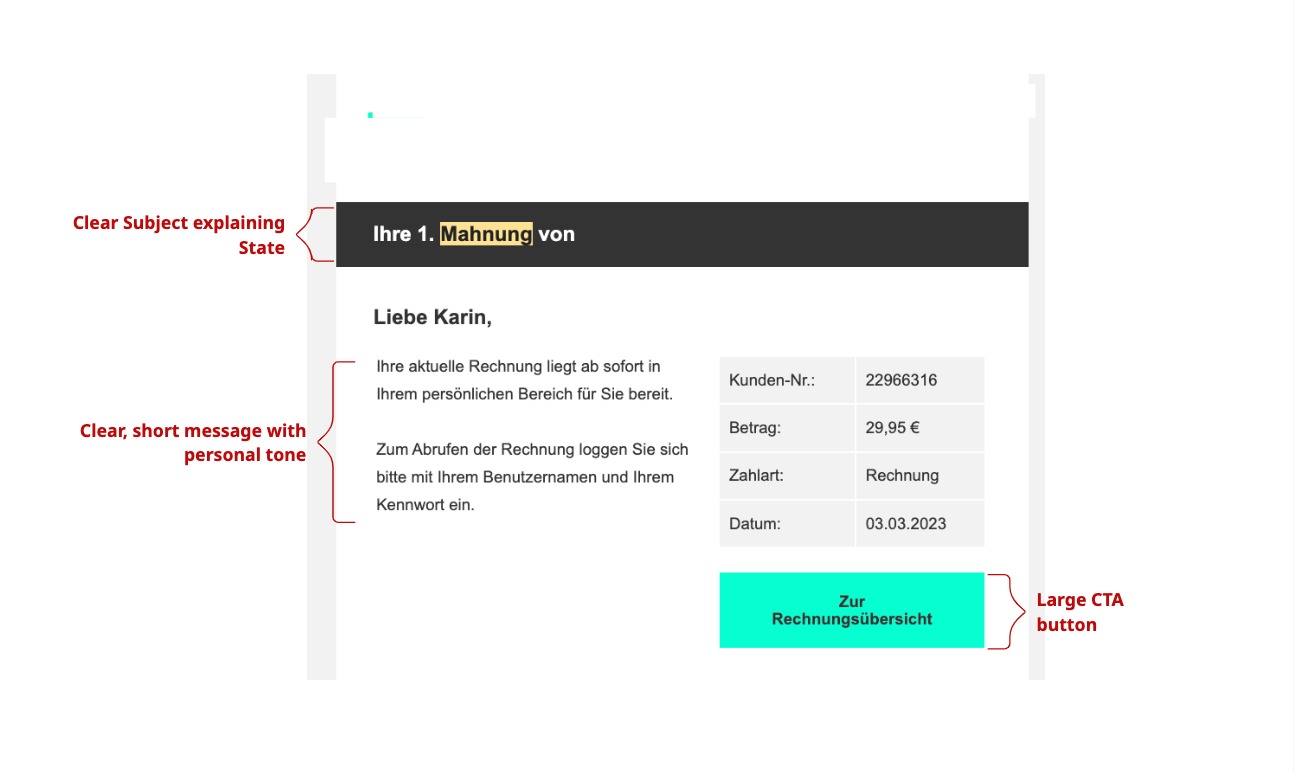 Clear Subject explaining
State
Ihre 1. Mahnung von
Liebe Karin,
Clear, short message with
personal tone
Ihre aktuelle Rechnung liegt ab sofort in
Ihrem persönlichen Bereich für Sie bereit.
Zum Abrufen der Rechnung loggen Sie sich
bitte mit Ihrem Benutzernamen und Ihrem
Kennwort ein.
Kunden-Nr.: 22966316
Betrag: 29,95 €
Zahlart: Rechnung
Datum: 03.03.2023
Zur
Rechnungsübersicht
Large CTA
button